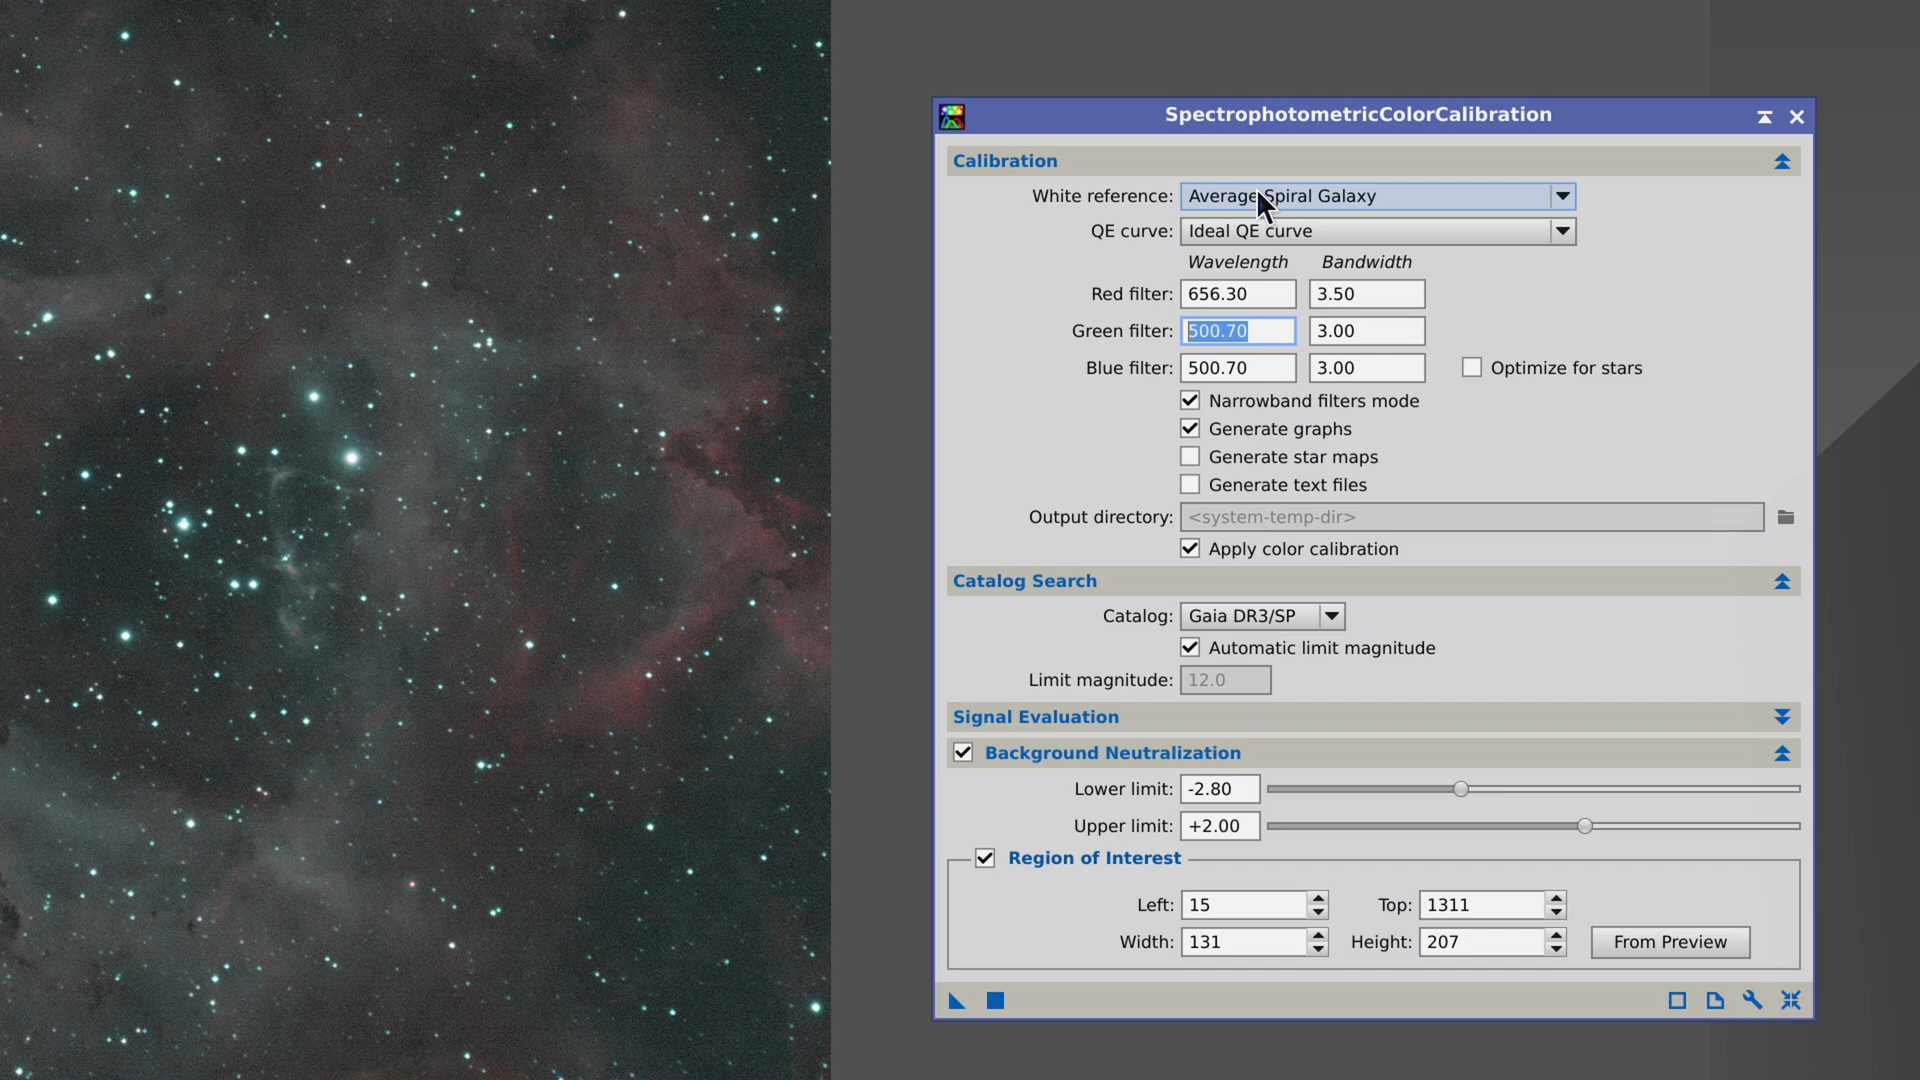 SpectrophotometricColorCalibration
Calibration
White reference: Average Spiral Galaxy
QE curve: Ideal QE curve
Wavelength Bandwidth
Red filter: 656.30 3.50
Green filter: 500.70 3.00
Blue filter: 500.70 3.00 Optimize for stars
Narrowband filters mode
Generate graphs
Generate star maps
Generate text files
Output directory: <system-temp-dir>
Apply color calibration
Catalog Search
Catalog: Gaia DR3/SP
Automatic limit magnitude
Limit magnitude: 12.0
Signal Evaluation
Background Neutralization
Lower limit: -2.80
Upper limit: +2.00
Region of Interest
Left: 15 Top: 1311
Width: 131 Height: 207 From Preview